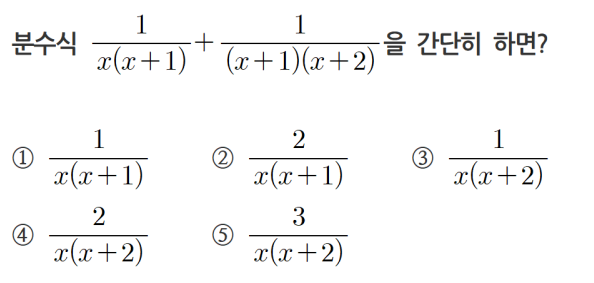 분수식 1/x(x+1) + 1/(x+1)(x+2) 을 간단히 하면?
① 1/x(x+1) ② 2/x(x+1) ③ 1/x(x+2)
④ 2/x(x+2) ⑤ 3/x(x+2)